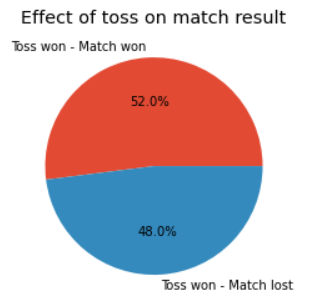 Effect of toss on match result
Toss won - Match won
52.0%
48.0%
Toss won - Match lost